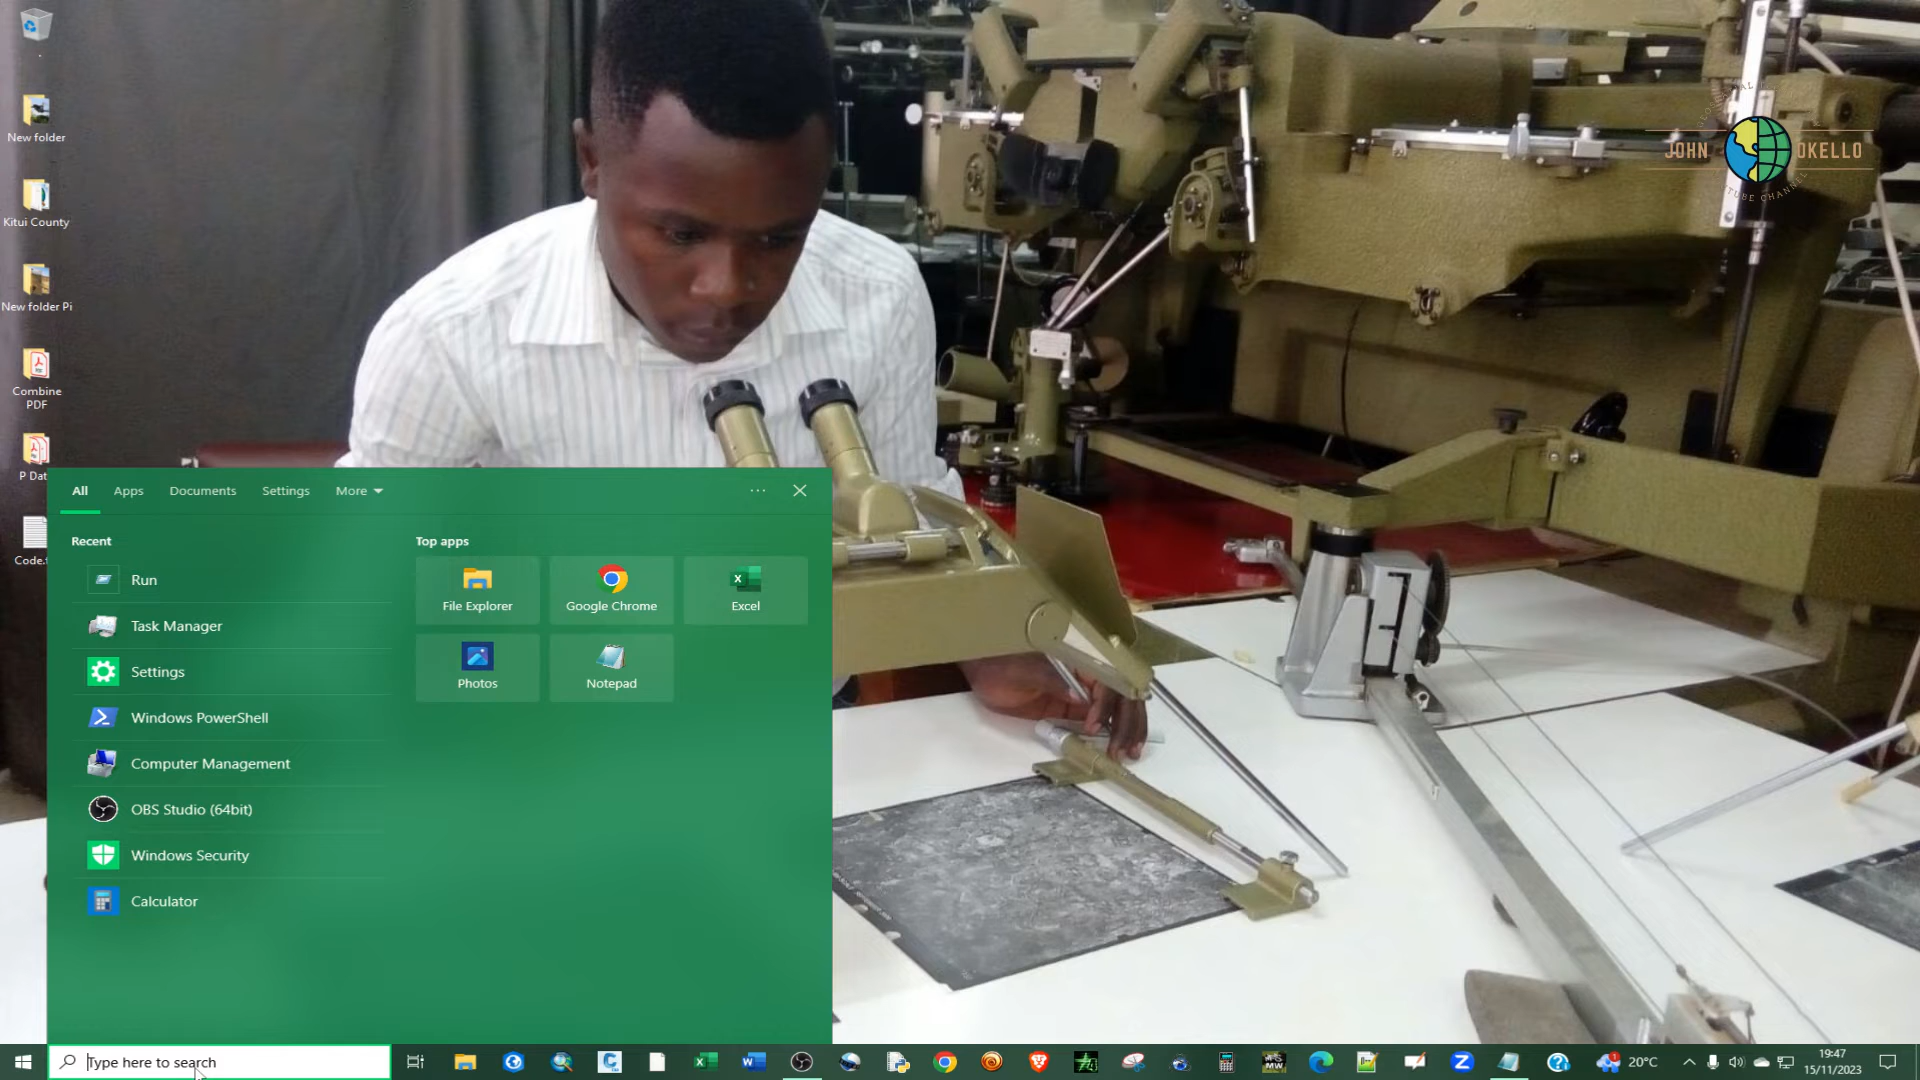 New folder
Kitui County
New folder Pi
Combine
PDF
P Dat
Code.t
JOHN OKELLO
All Apps Documents Settings More
Recent
Run
Task Manager
Settings
Windows PowerShell
Computer Management
OBS Studio (64bit)
Windows Security
Calculator
Top apps
File Explorer Google Chrome Excel
Photos Notepad
Type here to search
20°C
19:47
15/11/2023